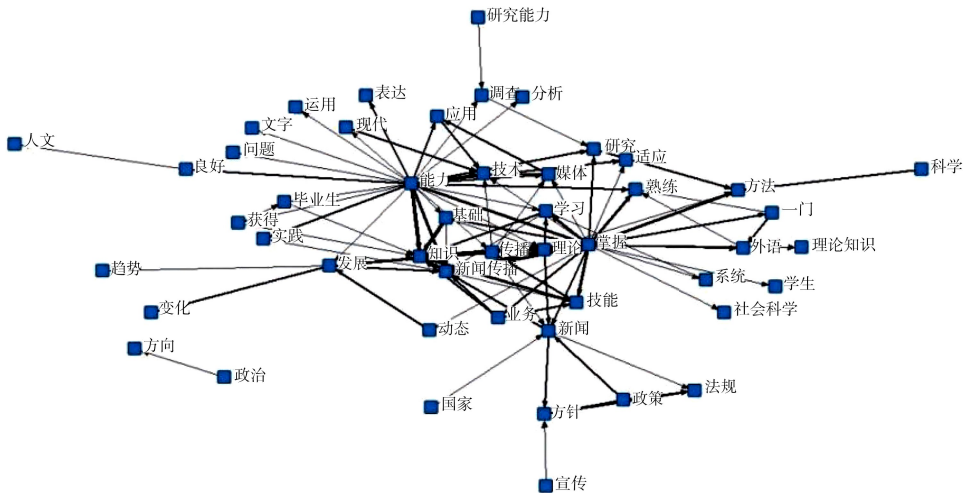 研究能力
表达
调查
分析
运用
应用
文字
现代
人文
问题
研究
适应
良好
能力
技术
媒体
科学
熟练
方法
毕业生
获得
基础
学习
一门
实践
知识
传播
理论
掌握
外语
理论知识
趋势
发展
新闻传播
系统
学生
变化
业务
技能
社会科学
动态
新闻
方向
政治
国家
方针
政策
法规
宣传